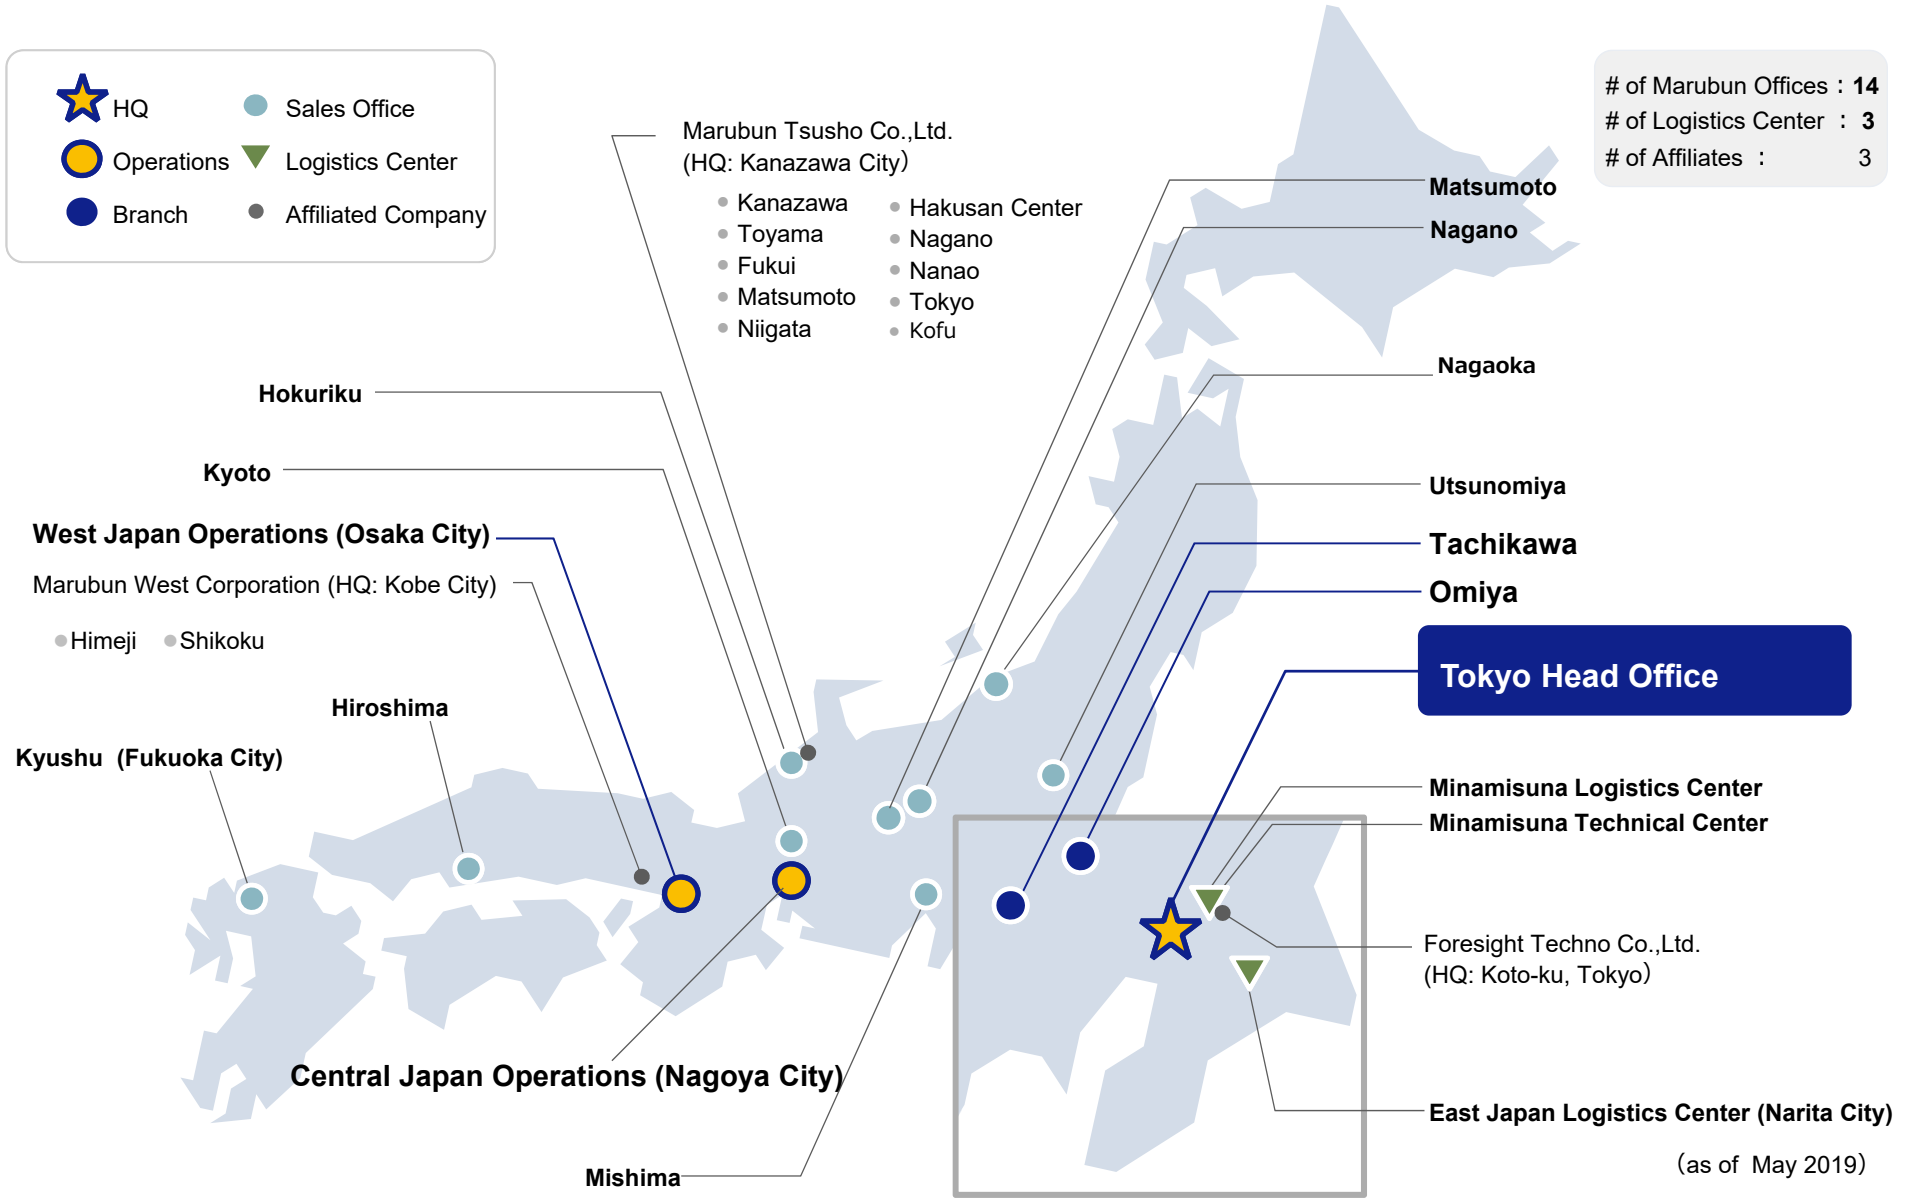 HQ
Sales Office
Operations
Logistics Center
Branch
Affiliated Company
# of Marubun Offices : 14
# of Logistics Center : 3
# of Affiliates : 3
Marubun Tsusho Co.,Ltd.
(HQ: Kanazawa City)
Kanazawa
Toyama
Fukui
Matsumoto
Niigata
Hakusan Center
Nagano
Nanao
Tokyo
Kofu
Matsumoto
Nagano
Nagaoka
Hokuriku
Kyoto
West Japan Operations (Osaka City)
Marubun West Corporation (HQ: Kobe City)
Himeji
Shikoku
Hiroshima
Kyushu (Fukuoka City)
Utsunomiya
Tachikawa
Omiya
Tokyo Head Office
Minamisuna Logistics Center
Minamisuna Technical Center
Foresight Techno Co.,Ltd.
(HQ: Koto-ku, Tokyo)
Central Japan Operations (Nagoya City)
East Japan Logistics Center (Narita City)
Mishima
(as of May 2019)